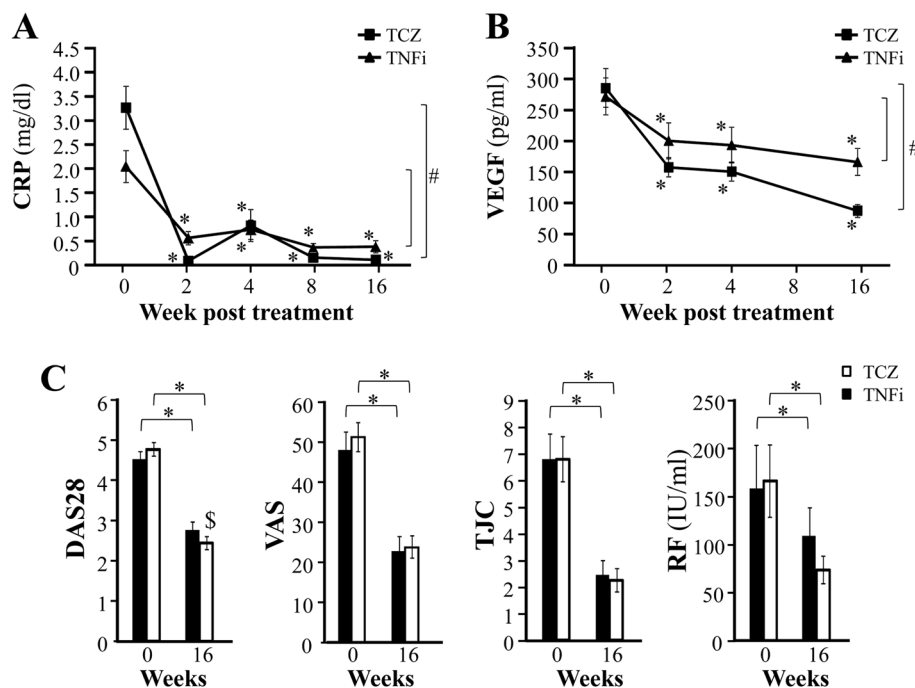 A
TCZ
TNFi
CRP (mg/dl)
4.5
4.0
3.5
3.0
2.0
1.0
0.5
0
* * * *
* * * *
#
0 2 4 8 16
Week post treatment
B
TCZ
TNFi
VEGF (pg/ml)
350
300
250
200
150
100
50
0
* * *
* * *
#
0 2 4 8 16
Week post treatment
C
TCZ
TNFi
DAS28
6
5
4
3
2
1
0
*
*
$
0 16
Weeks
VAS
60
50
40
30
20
10
0
*
*
0 16
Weeks
TJC
9
8
7
6
5
4
3
2
1
0
*
*
0 16
Weeks
RF (IU/ml)
250
200
150
100
50
0
*
*
0 16
Weeks